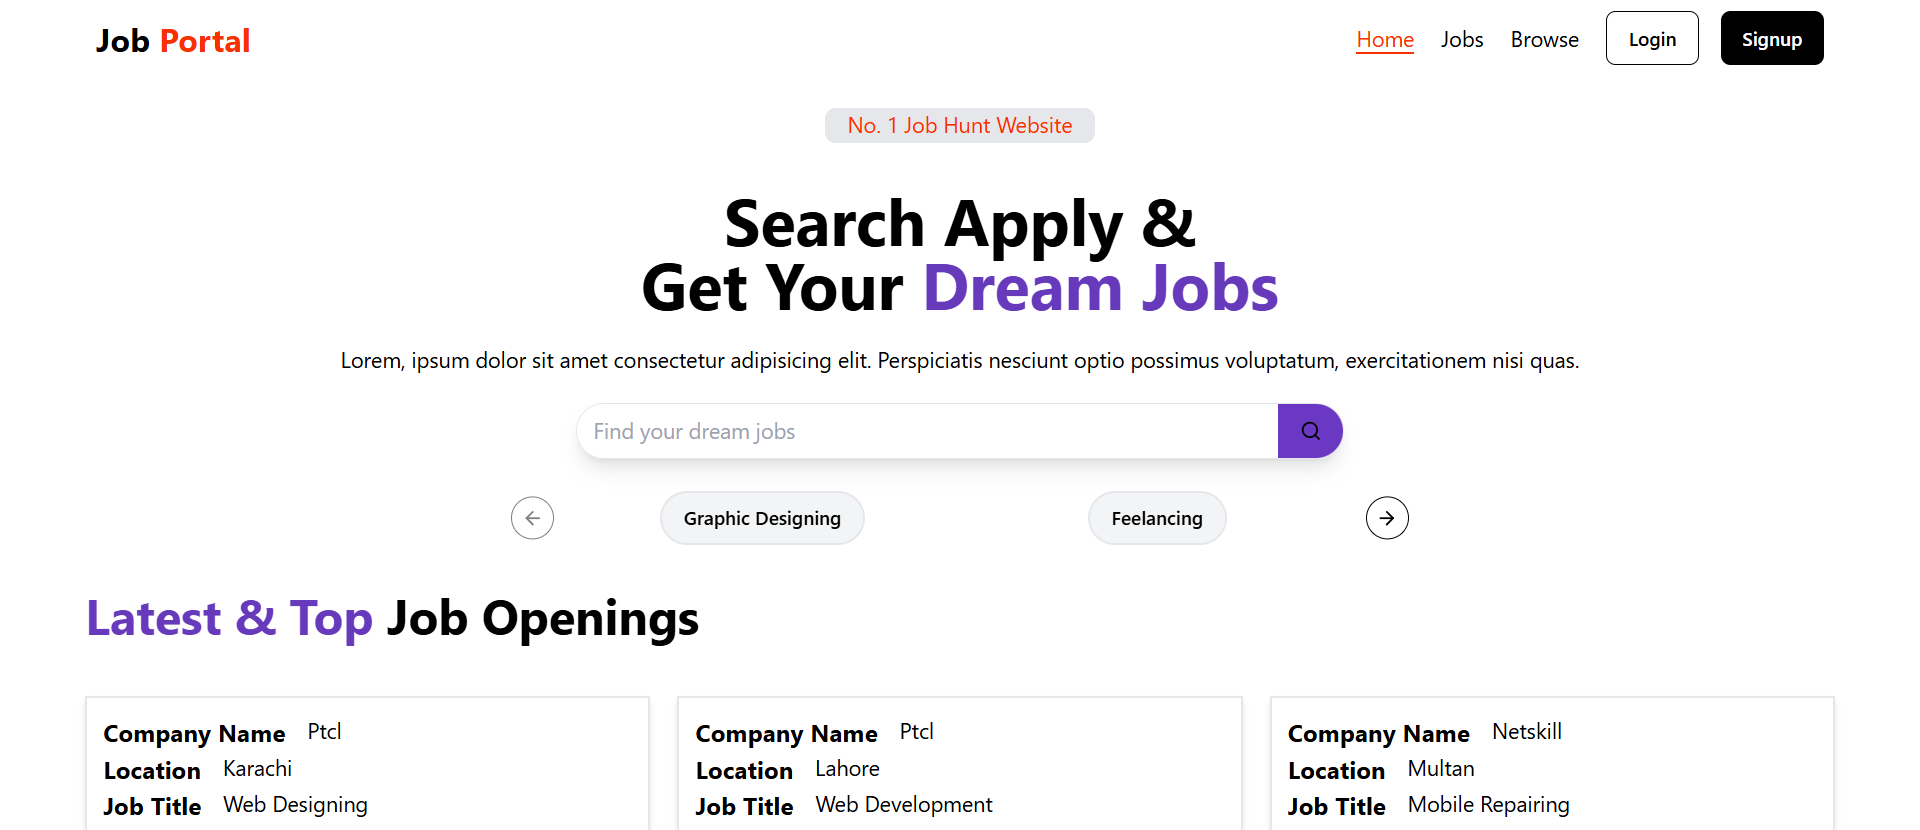 Job Portal
Home Jobs Browse Login Signup
No. 1 Job Hunt Website
Search Apply &
Get Your Dream Jobs
Lorem, ipsum dolor sit amet consectetur adipisicing elit. Perspiciatis nesciunt optio possimus voluptatum, exercitationem nisi quas.
Find your dream jobs
Graphic Designing
Feelancing
Latest & Top Job Openings
Company Name Ptcl
Location Karachi
Job Title Web Designing
Company Name Ptcl
Location Lahore
Job Title Web Development
Company Name Netskill
Location Multan
Job Title Mobile Repairing